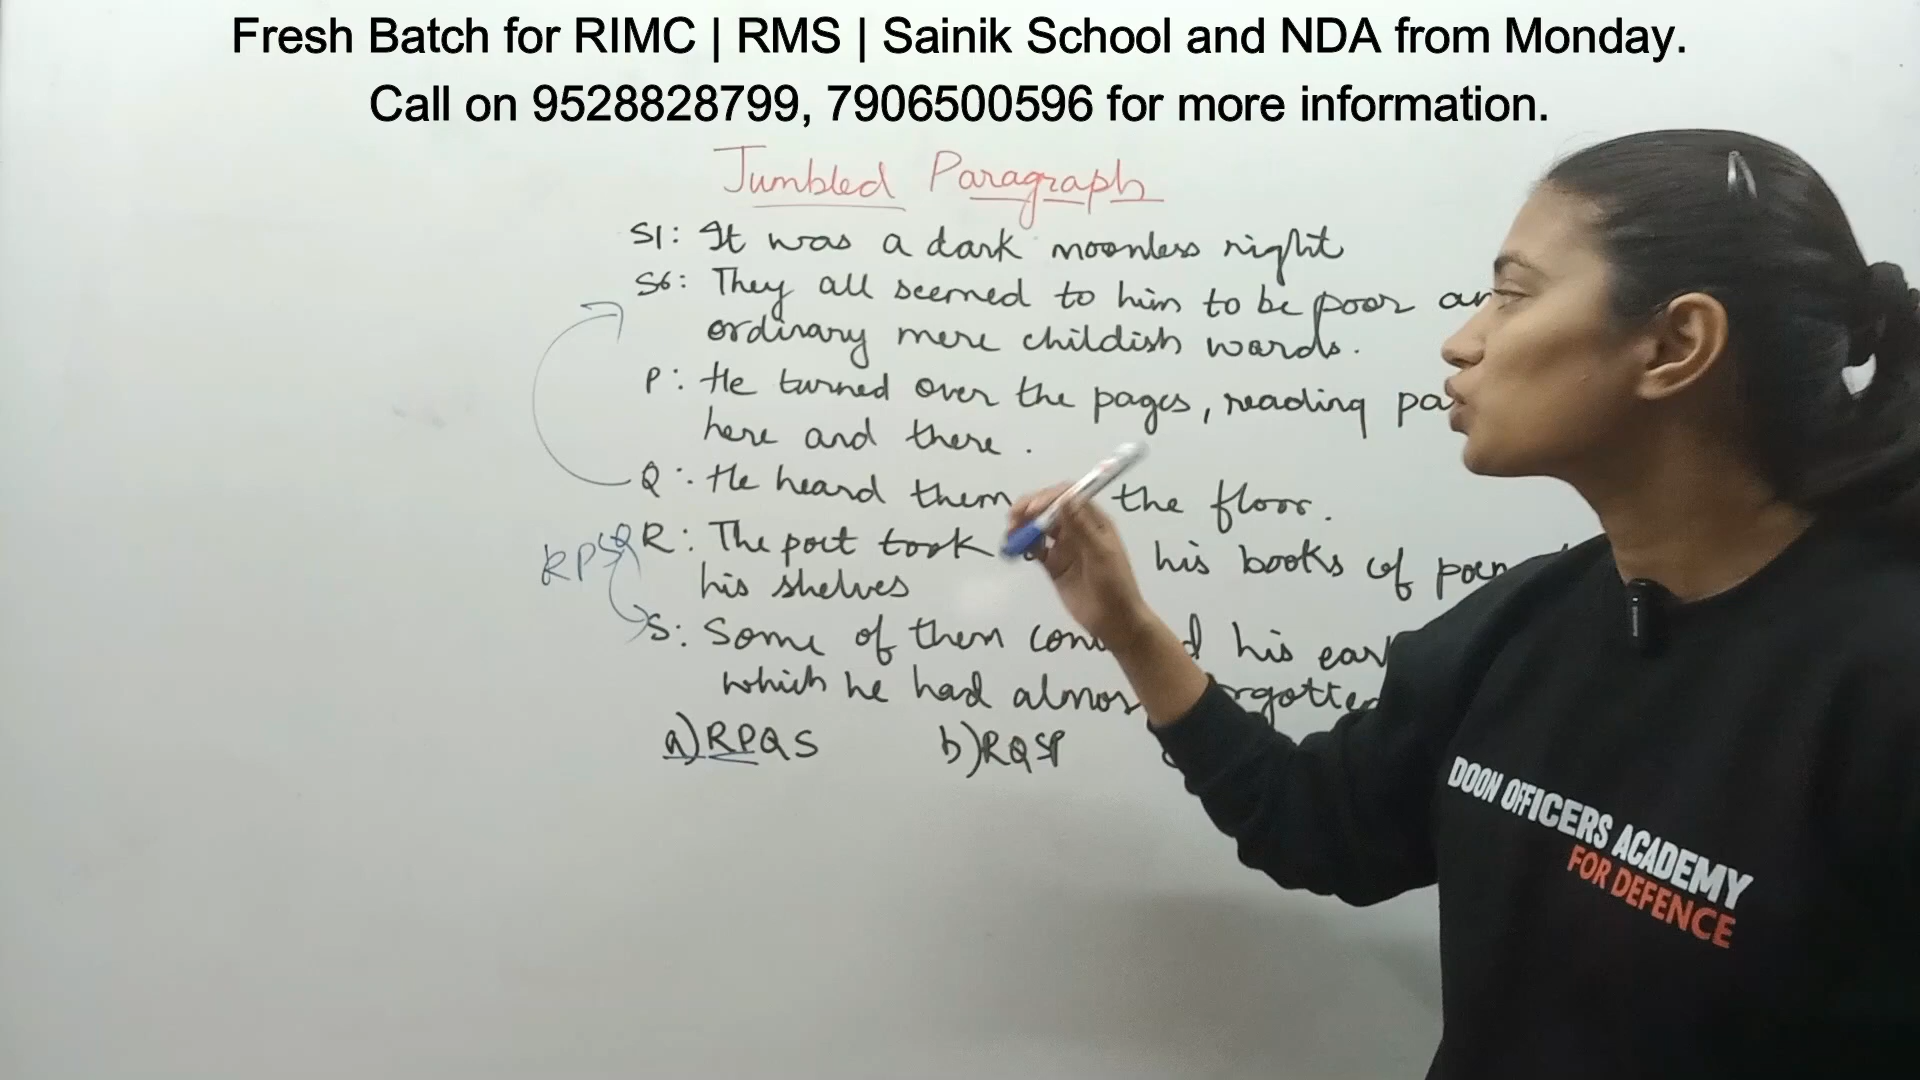 Fresh Batch for RIMC | RMS | Sainik School and NDA from Monday.
Call on 9528828799, 7906500596 for more information.
Jumbled Paragraph
S1: It was a dark moonless night
S6: They all seemed to him to be poor
ordinary mere childish words.
P: He turned over the pages, reading
here and there.
Q: He heard them the floor.
RPSQ
R: The poet took his books of
his shelves
S: Some of them his
which he had
a) RPQS b) RQSP
DOON OFFICERS ACADEMY
FOR DEFENCE